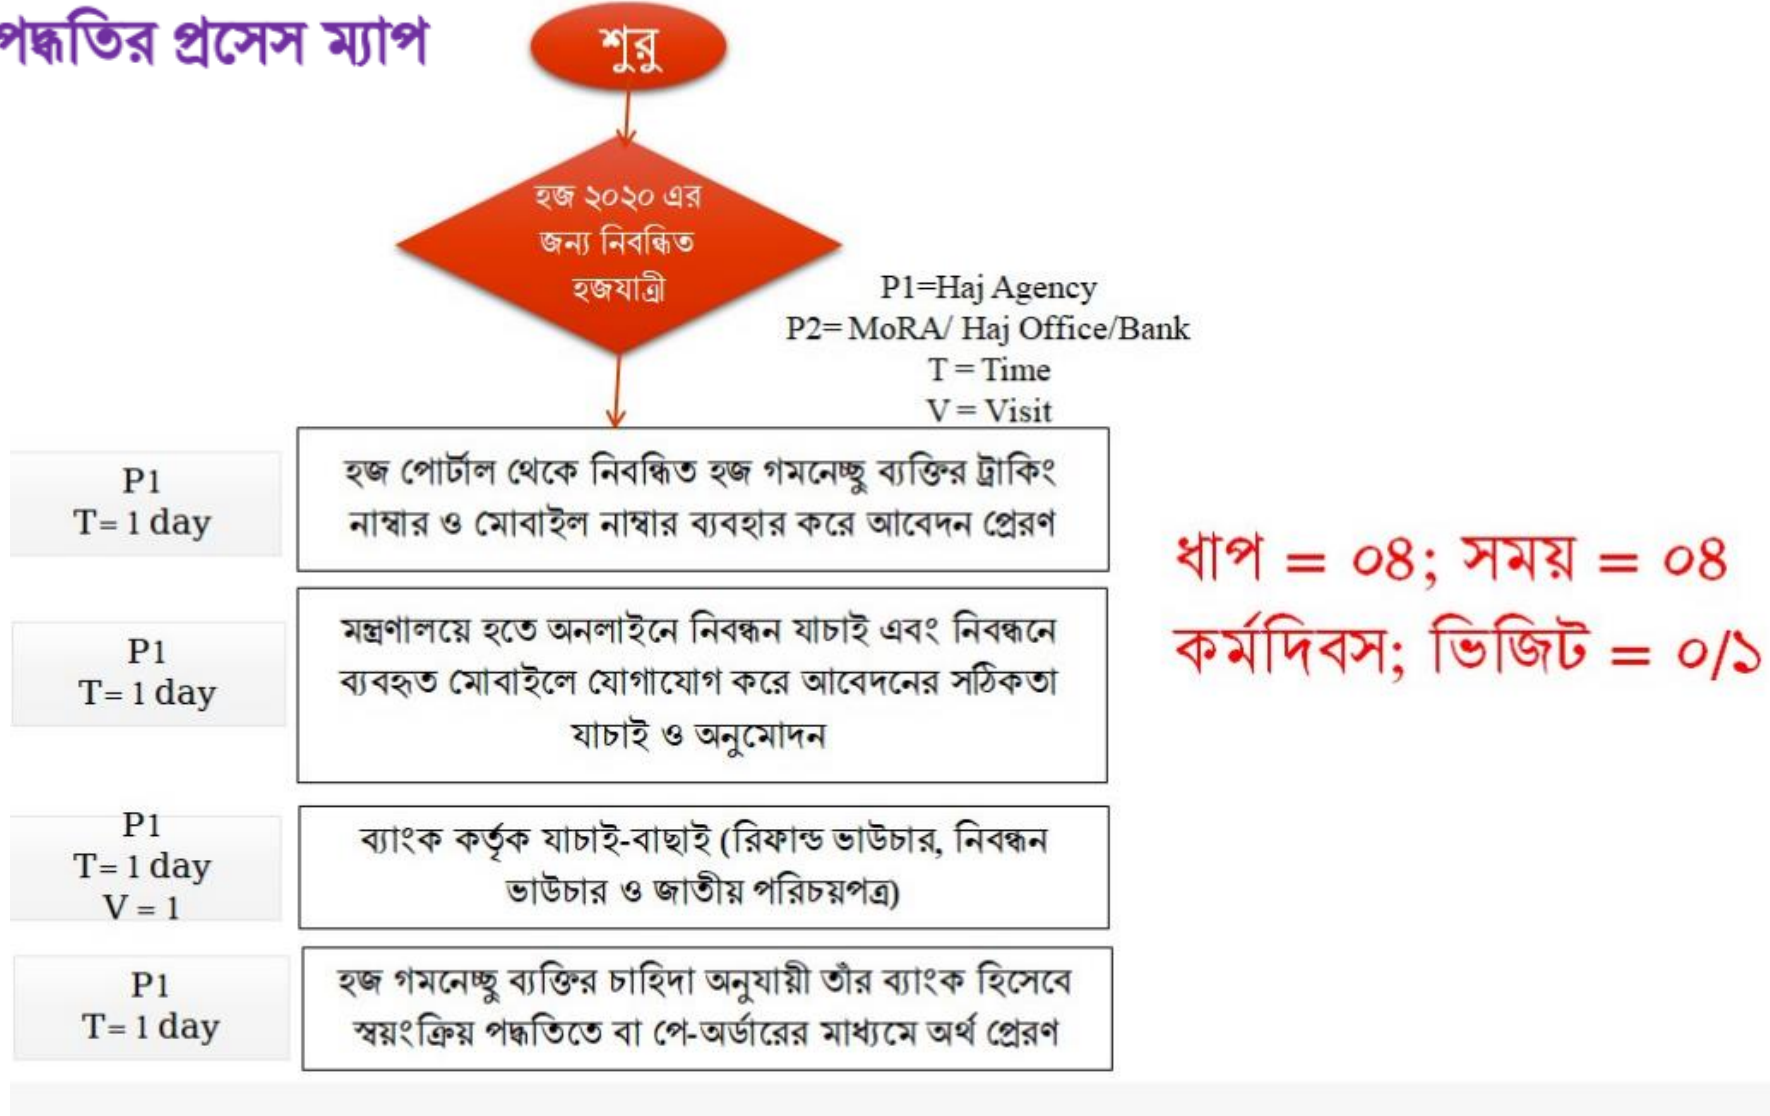 পদ্ধতির প্রসেস ম্যাপ
শুরু
হজ ২০২০ এর
জন্য নিবন্ধিত
হজযাত্রী
P1=Haj Agency
P2= MoRA/ Haj Office/Bank
T = Time
V = Visit
P1
T= 1 day
হজ পোর্টাল থেকে নিবন্ধিত হজ গমনেচ্ছু ব্যক্তির ট্রাকিং
নাম্বার ও মোবাইল নাম্বার ব্যবহার করে আবেদন প্রেরণ
P1
T= 1 day
মন্ত্রণালয়ে হতে অনলাইনে নিবন্ধন যাচাই এবং নিবন্ধনে
ব্যবহৃত মোবাইলে যোগাযোগ করে আবেদনের সঠিকতা
যাচাই ও অনুমোদন
P1
T= 1 day
V = 1
ব্যাংক কর্তৃক যাচাই-বাছাই (রিফান্ড ভাউচার, নিবন্ধন
ভাউচার ও জাতীয় পরিচয়পত্র)
P1
T= 1 day
হজ গমনেচ্ছু ব্যক্তির চাহিদা অনুযায়ী তাঁর ব্যাংক হিসেবে
স্বয়ংক্রিয় পদ্ধতিতে বা পে-অর্ডারের মাধ্যমে অর্থ প্রেরণ
ধাপ = ০৪; সময় = ০৪
কর্মদিবস; ভিজিট = ০/১